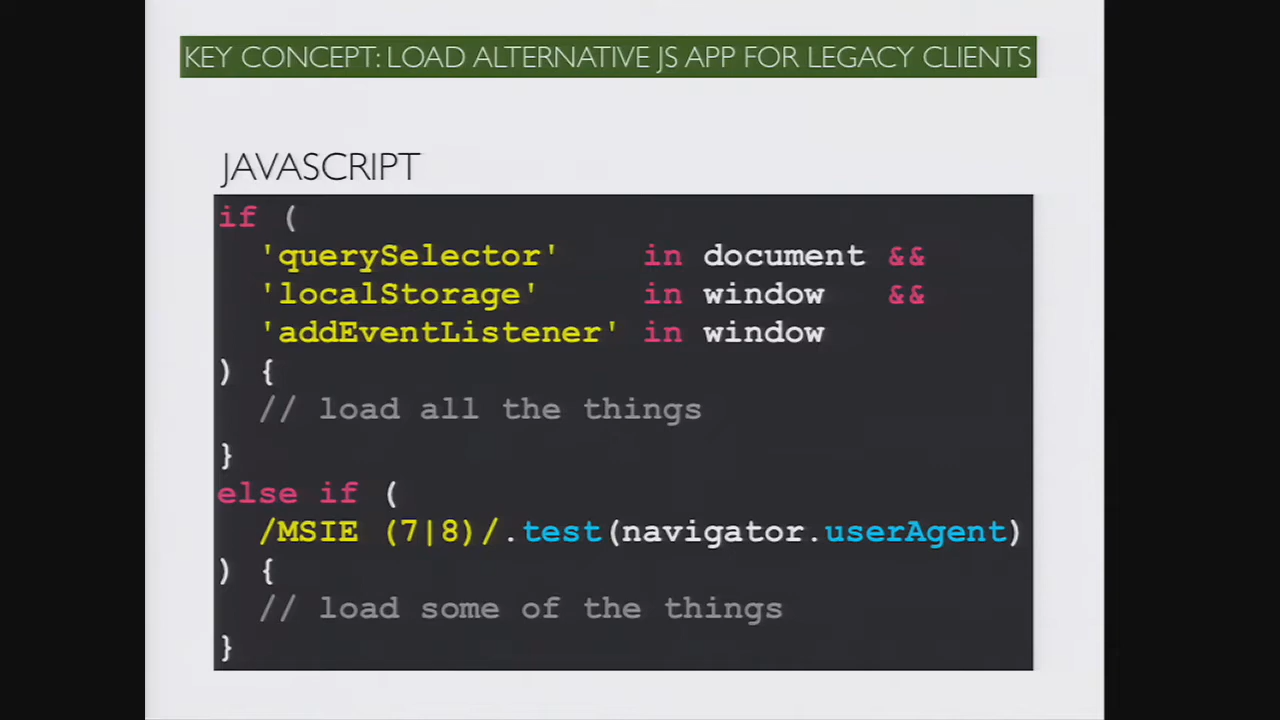 KEY CONCEPT: LOAD ALTERNATIVE JS APP FOR LEGACY CLIENTS
JAVASCRIPT
if (
'querySelector' in document &&
'localStorage' in window &&
'addEventListener' in window
) {
// load all the things
}
else if (
/MSIE (7|8)/.test(navigator.userAgent)
) {
// load some of the things
}